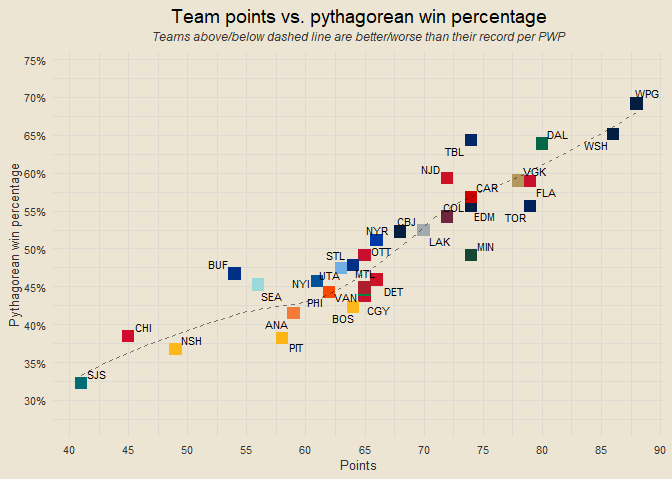 Team points vs. pythagorean win percentage
Teams above/below dashed line are better/worse than their record per PWP
75%
70%
65%
60%
55%
50%
45%
40%
35%
30%
Pythagorean win percentage
WPG
DAL
WSH
TBL
NJD
VGK
CAR
FLA
COL
EDM
TOR
CBJ
NYR
LAK
MIN
OTT
STL
BUF
UTA
MTL
NYI
SEA
DET
VAN
PHI
CGY
BOS
ANA
CHI
NSH
PIT
SJS
40 45 50 55 60 65 70 75 80 85 90
Points